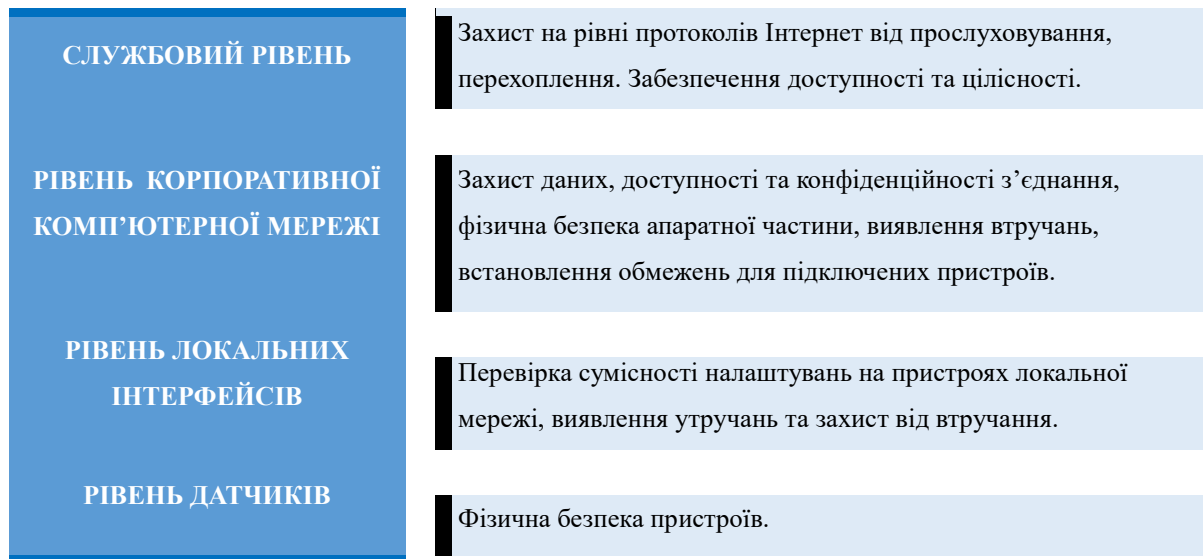 СЛУЖБОВИЙ РІВЕНЬ
Захист на рівні протоколів Інтернет від прослуховування,
перехоплення. Забезпечення доступності та цілісності.
РІВЕНЬ КОРПОРАТИВНОЇ
КОМП’ЮТЕРНОЇ МЕРЕЖІ
Захист даних, доступності та конфіденційності з’єднання,
фізична безпека апаратної частини, виявлення втручань,
встановлення обмежень для підключених пристроїв.
РІВЕНЬ ЛОКАЛЬНИХ
ІНТЕРФЕЙСІВ
Перевірка сумісності налаштувань на пристроях локальної
мережі, виявлення утручань та захист від втручання.
РІВЕНЬ ДАТЧИКІВ
Фізична безпека пристроїв.